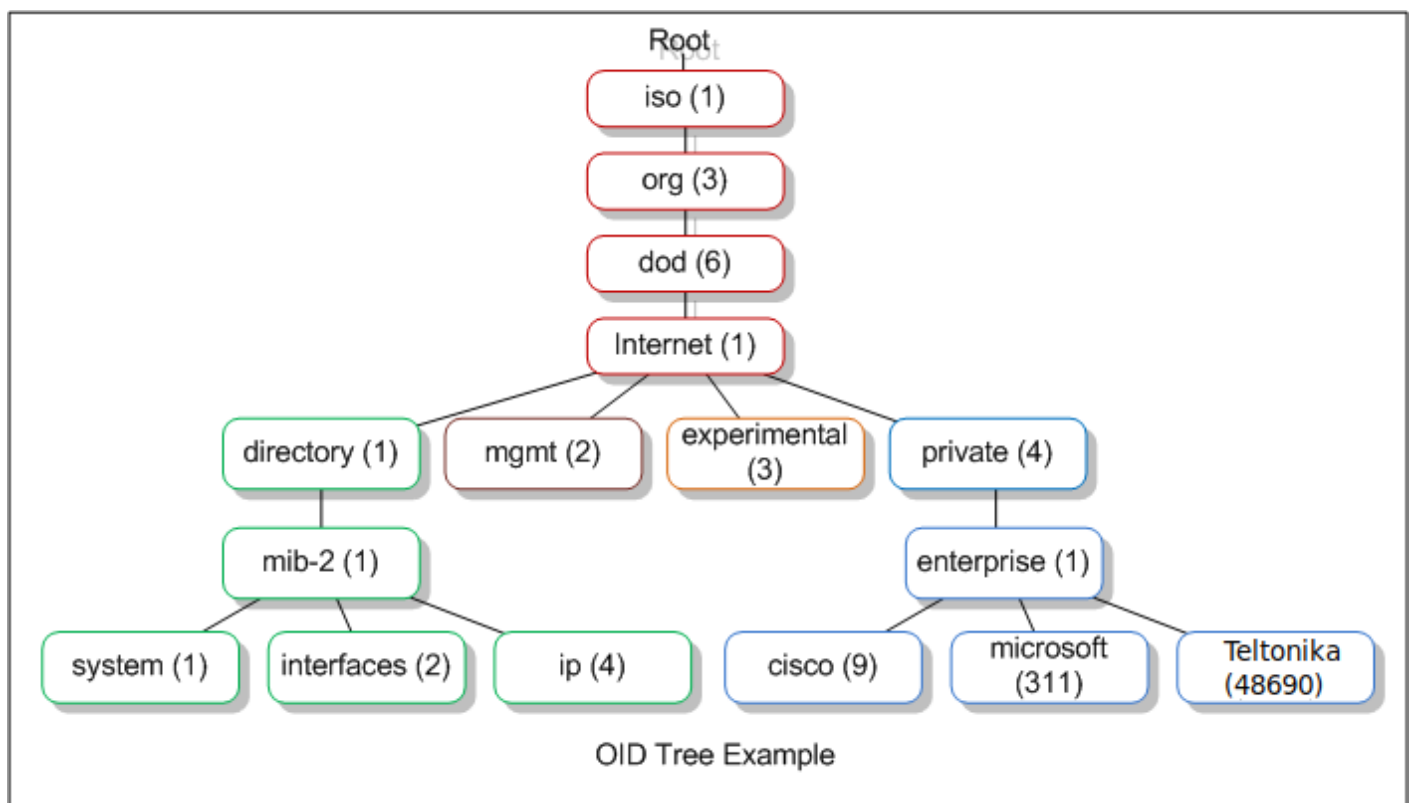 Root
iso (1)
org (3)
dod (6)
Internet (1)
directory (1)
mgmt (2)
experimental
(3)
private (4)
mib-2 (1)
enterprise (1)
system (1)
interfaces (2)
ip (4)
cisco (9)
microsoft
(311)
Teltonika
(48690)
OID Tree Example